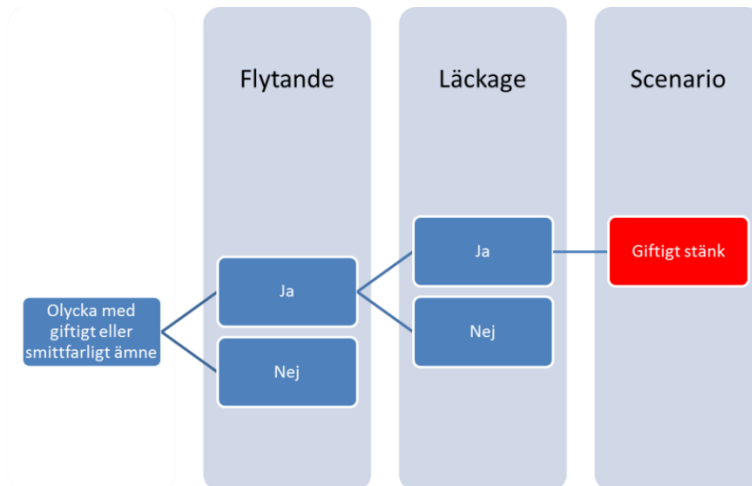 Flytande
Läckage
Scenario
Olycka med
giftigt eller
smittfarligt ämne
Ja
Nej
Ja
Nej
Giftigt stänk